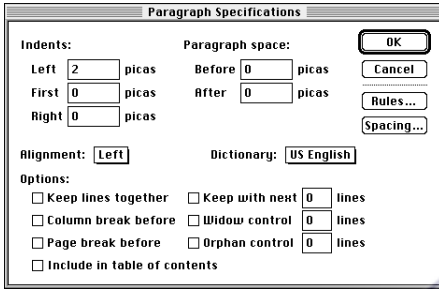 Paragraph Specifications
Indents: Paragraph space: OK
Left 2 picas Before 0 picas Cancel
First 0 picas After 0 picas Rules...
Right 0 picas Spacing...
Alignment: Left Dictionary: US English
Options:
Keep lines together Keep with next 0 lines
Column break before Widow control 0 lines
Page break before Orphan control 0 lines
Include in table of contents